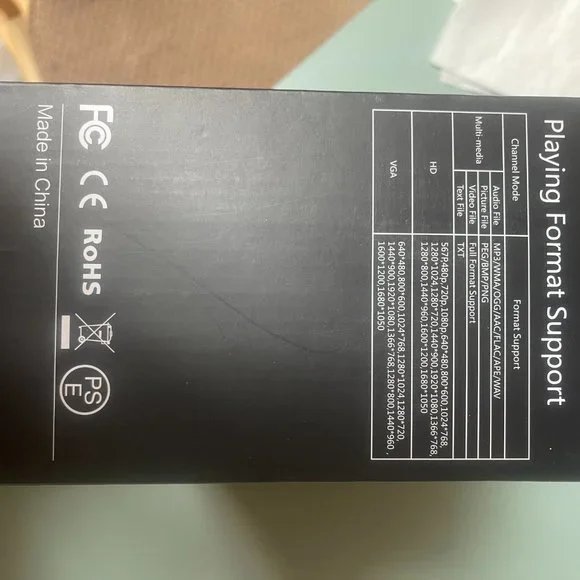 Playing Format Support
Channel Mode Format Support
Multi-media
Audio File MP3/WMA/OGG/AAC/FLAC/APE/WAV
Picture File PEG/BMP/PNG
Video File Full Format Support
Text File TXT
HD
567P480p,720p,1080p,640*480,800*600,1024*768,
1280*1024,1280*720,1440*900,1920*1080,1366*768,
1280*800,1440*960,1600*1200,1680*1050
VGA
640*480,800*600,1024*768,1280*1024,1280*720,
1440*900,1920*1080,1366*768,1280*800,1440*960,
1600*1200,1680*1050
FC CE RoHS PSE
Made in China